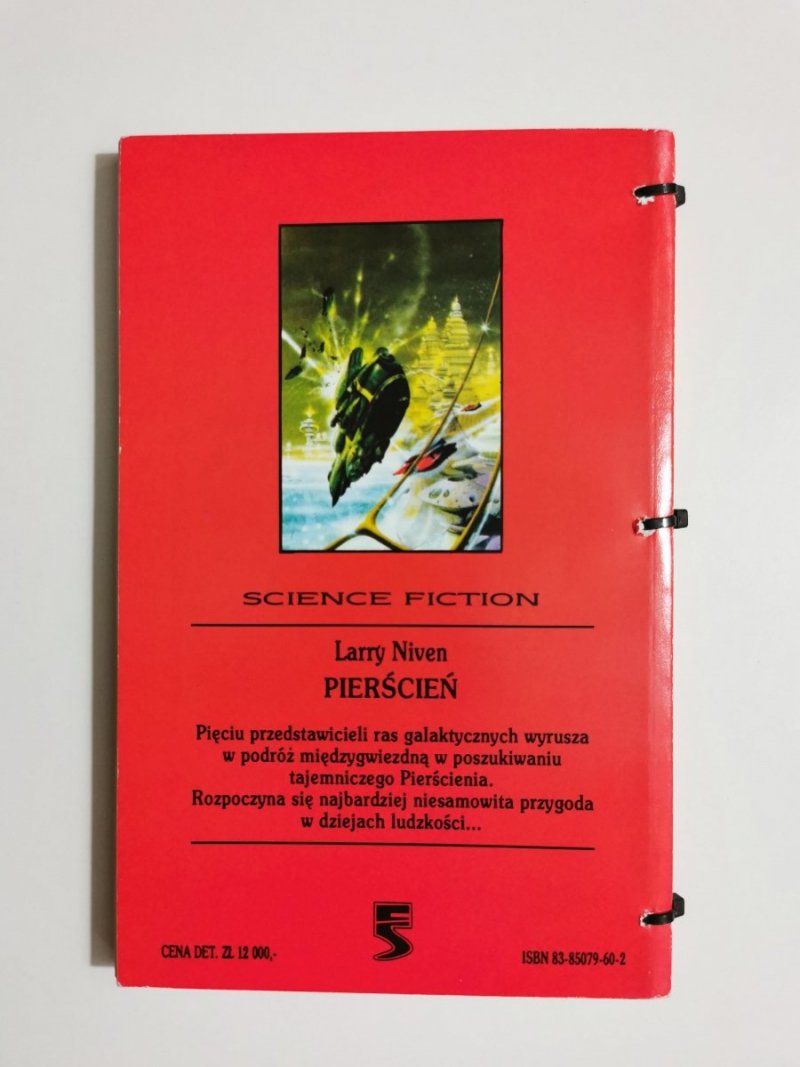 SCIENCE FICTION
Larry Niven
PIERŚCIEŃ
Pięciu przedstawicieli ras galaktycznych wyrusza
w podróż międzygwiezdną w poszukiwaniu
tajemniczego Pierścienia.
Rozpoczyna się najbardziej niesamowita przygoda
w dziejach ludzkości...
CENA DET. ZŁ 12 000,-
ISBN 83-85079-60-2